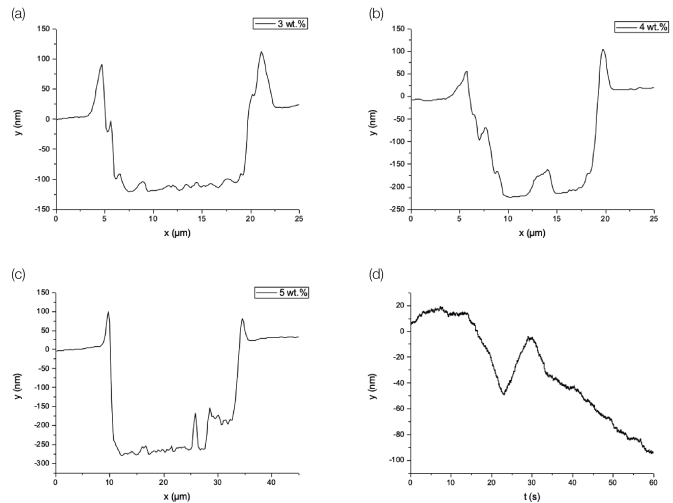 (a)
3 wt.%
150
100
50
0
-50
-100
-150
y (nm)
0 5 10 15 20 25
x (µm)
(b)
4 wt.%
150
100
50
0
-50
-100
-150
-200
-250
y (nm)
0 5 10 15 20 25
x (µm)
(c)
5 wt.%
150
100
50
0
-50
-100
-150
-200
-250
-300
y (nm)
0 10 20 30 40
x (µm)
(d)
20
0
-20
-40
-60
-80
-100
y (nm)
0 10 20 30 40 50 60
t (s)